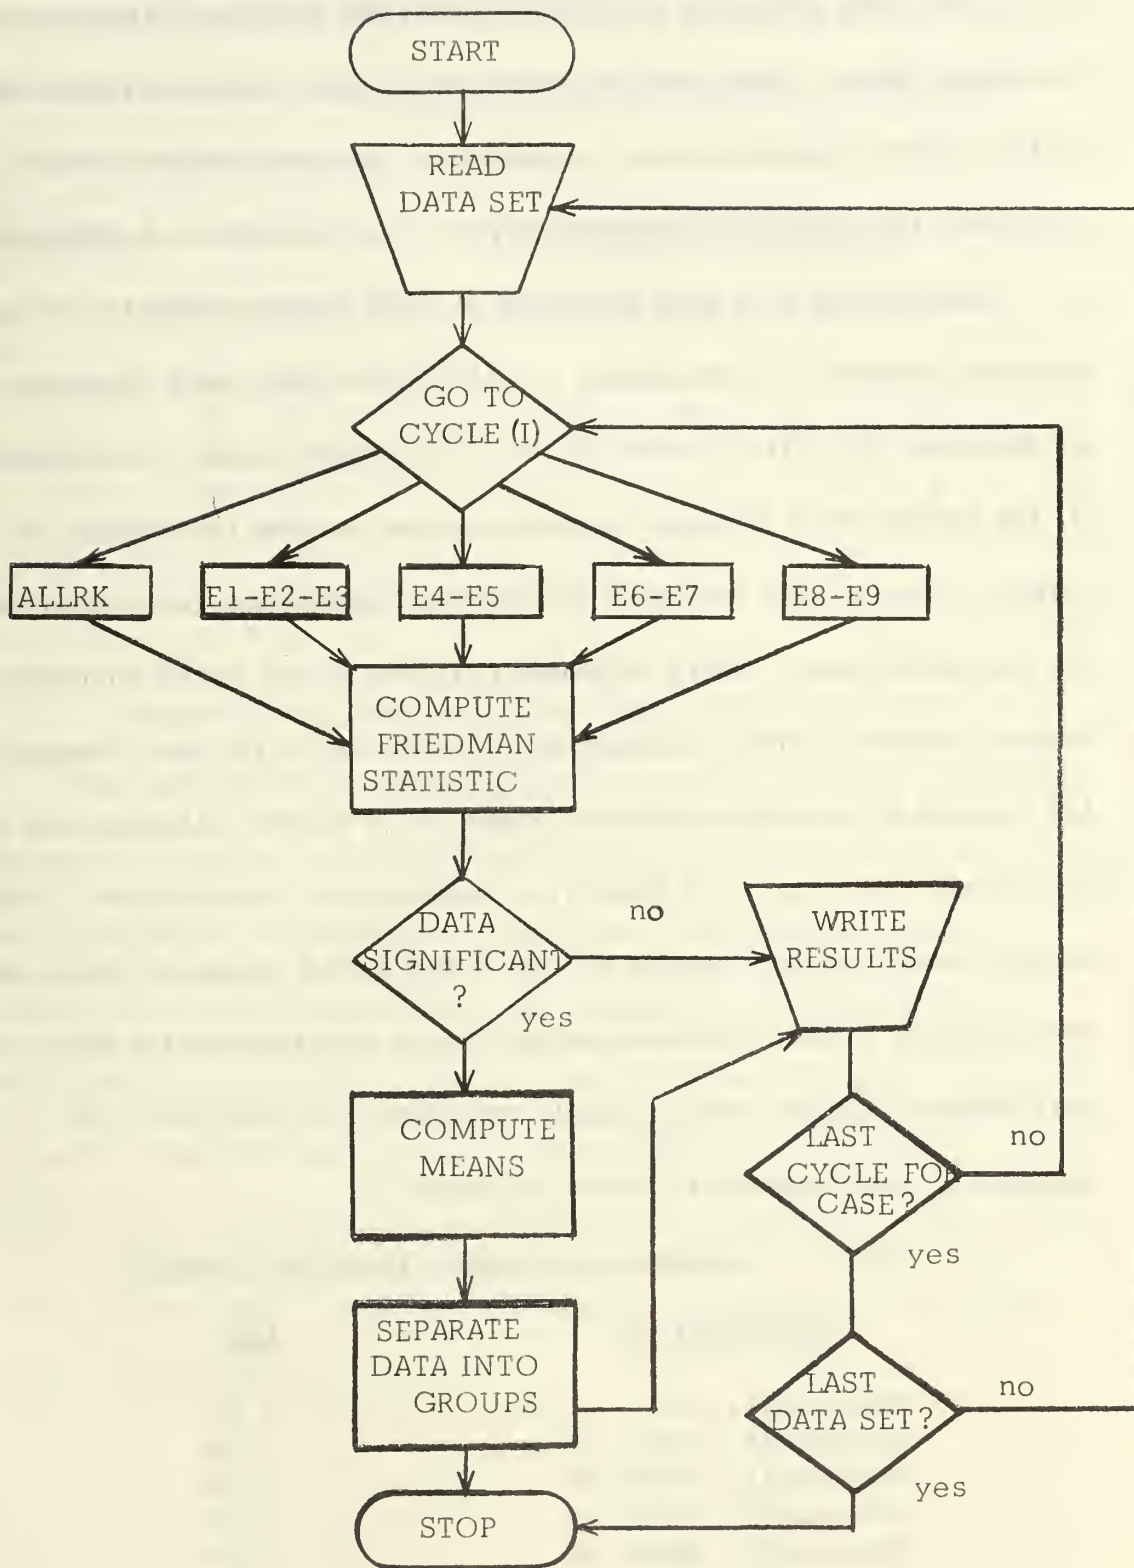 START
READ
DATA SET
GO TO
CYCLE (I)
ALLRK
E1-E2-E3
E4-E5
E6-E7
E8-E9
COMPUTE
FRIEDMAN
STATISTIC
DATA
SIGNIFICANT
?
no
yes
WRITE
RESULTS
COMPUTE
MEANS
LAST
CYCLE FOR
CASE?
no
yes
SEPARATE
DATA INTO
GROUPS
LAST
DATA SET?
no
yes
STOP